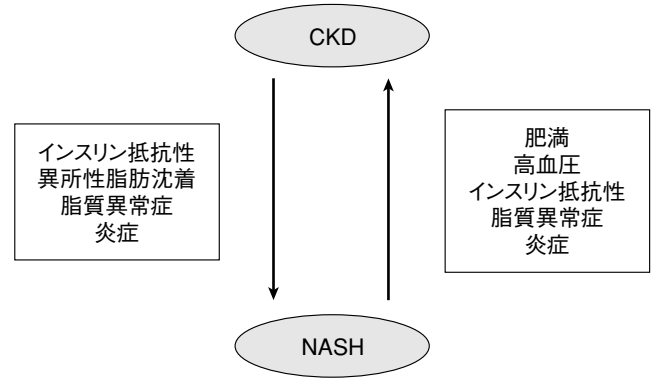 CKD
インスリン抵抗性
異所性脂肪沈着
脂質異常症
炎症
肥満
高血圧
インスリン抵抗性
脂質異常症
炎症
NASH